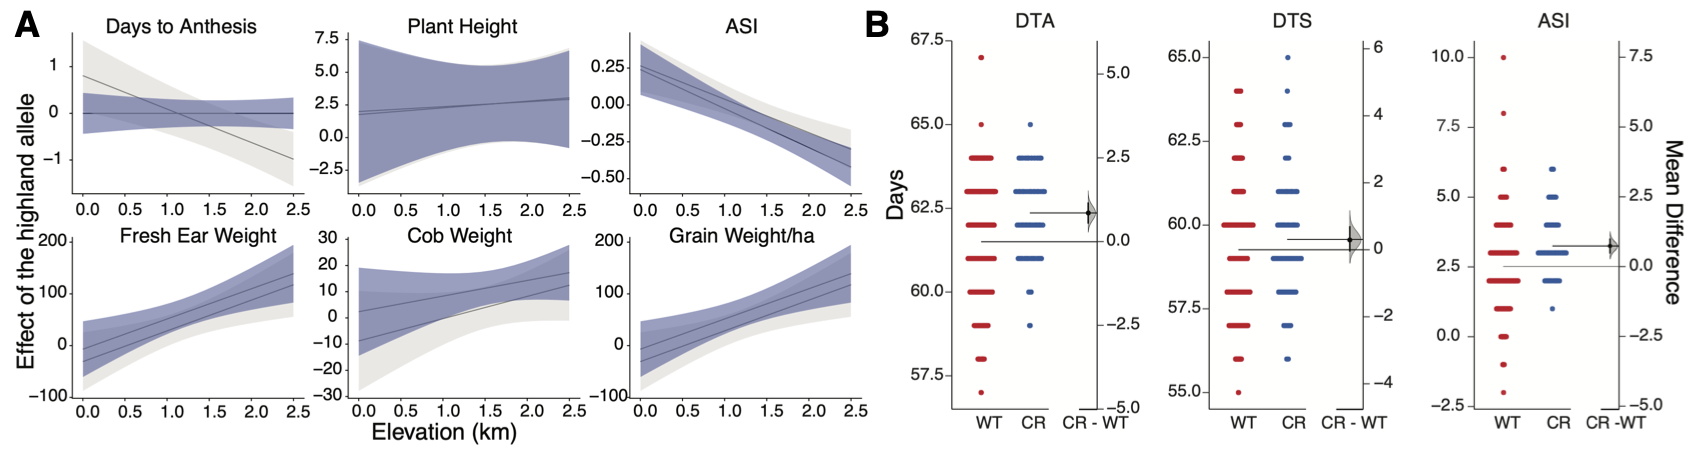 A
Days to Anthesis
Plant Height
ASI
Effect of the highland allele
1
0
−1
0.0 0.5 1.0 1.5 2.0 2.5
7.5
5.0
2.5
0.0
−2.5
0.0 0.5 1.0 1.5 2.0 2.5
0.25
0.00
−0.25
−0.50
0.0 0.5 1.0 1.5 2.0 2.5
Fresh Ear Weight
Cob Weight
Grain Weight/ha
200
100
0
−100
0.0 0.5 1.0 1.5 2.0 2.5
30
20
10
0
−10
−20
−30
0.0 0.5 1.0 1.5 2.0 2.5
200
100
0
−100
0.0 0.5 1.0 1.5 2.0 2.5
Elevation (km)
B
DTA
DTS
ASI
Days
67.5
65.0
62.5
60.0
57.5
5.0
2.5
0.0
−2.5
−5.0
WT CR CR - WT
65.0
62.5
60.0
57.5
55.0
6
4
2
0
−2
−4
WT CR CR - WT
10.0
7.5
5.0
2.5
0.0
−2.5
7.5
5.0
2.5
0.0
−2.5
−5.0
WT CR CR -WT
Mean Difference